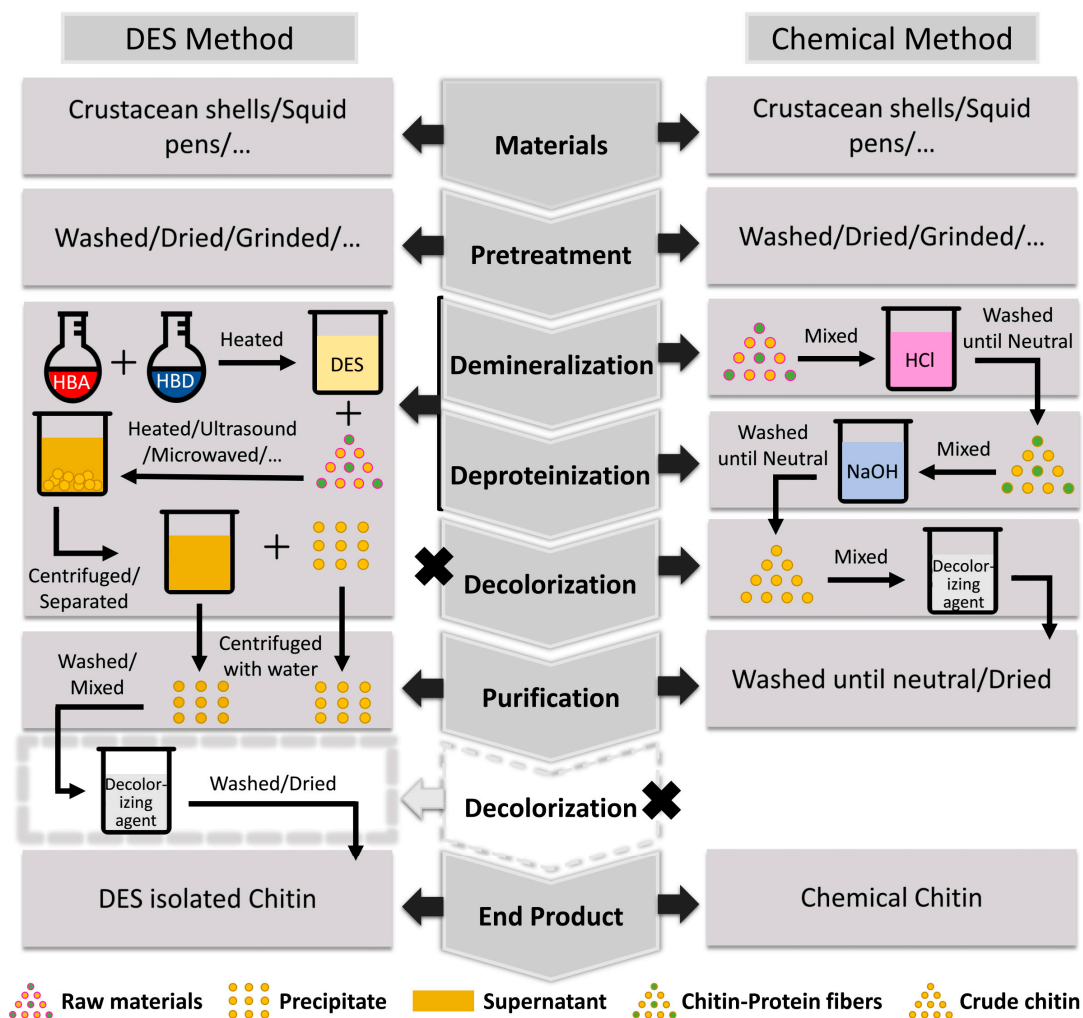 DES Method
Chemical Method
Crustacean shells/Squid
pens/...
Materials
Crustacean shells/Squid
pens/...
Washed/Dried/Grinded/...
Pretreatment
Washed/Dried/Grinded/...
HBA
+
HBD
Heated
DES
+
Heated/Ultrasound
/Microwaved/...
Centrifuged/
Separated
+
Demineralization
Mixed
HCl
Washed
until Neutral
Deproteinization
Washed
until Neutral
NaOH
Mixed
Decolorization
Mixed
Decolor-
izing
agent
Washed/
Mixed
Centrifuged
with water
Purification
Washed until neutral/Dried
Decolor-
izing
agent
Washed/Dried
Decolorization
DES isolated Chitin
End Product
Chemical Chitin
Raw materials
Precipitate
Supernatant
Chitin-Protein fibers
Crude chitin